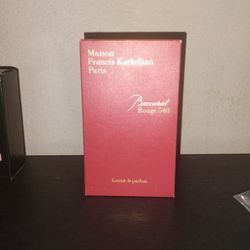 Maison
Francis Kurkdjian
Paris
Baccarat
Rouge 540
Extrait de parfum